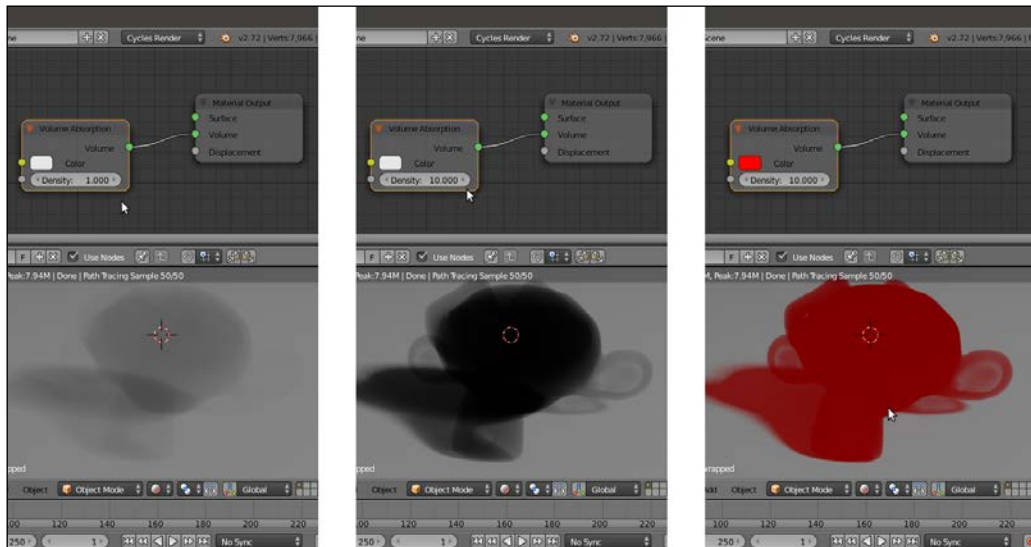 ne Cycles Render v2.72 | Verts:7,966 |
Material Output
Surface
Volume Absorption
Volume
Volume
Color
Displacement
Density: 1.000
F Use Nodes
Peak:7.94M | Done | Path Tracing Sample 50/50
pped
Object Object Mode Global
100 120 140 160 180 200 220
250 1 No Sync
Cycles Render v2.72 | Verts:7,966 |
Material Output
Surface
Volume Absorption
Volume
Volume
Color
Displacement
Density: 10.000
F Use Nodes
Peak:7.94M | Done | Path Tracing Sample 50/50
pped
Object Object Mode Global
100 120 140 160 180 200 220
250 1 No Sync
Scene Cycles Render v2.72 | Verts:7,966 |
Material Output
Surface
Volume Absorption
Volume
Volume
Color
Displacement
Density: 10.000
F Use Nodes
M, Peak:7.94M | Done | Path Tracing Sample 50/50
wrapped
Add Object Object Mode Global
100 120 140 160 180 200 220
250 1 No Sync